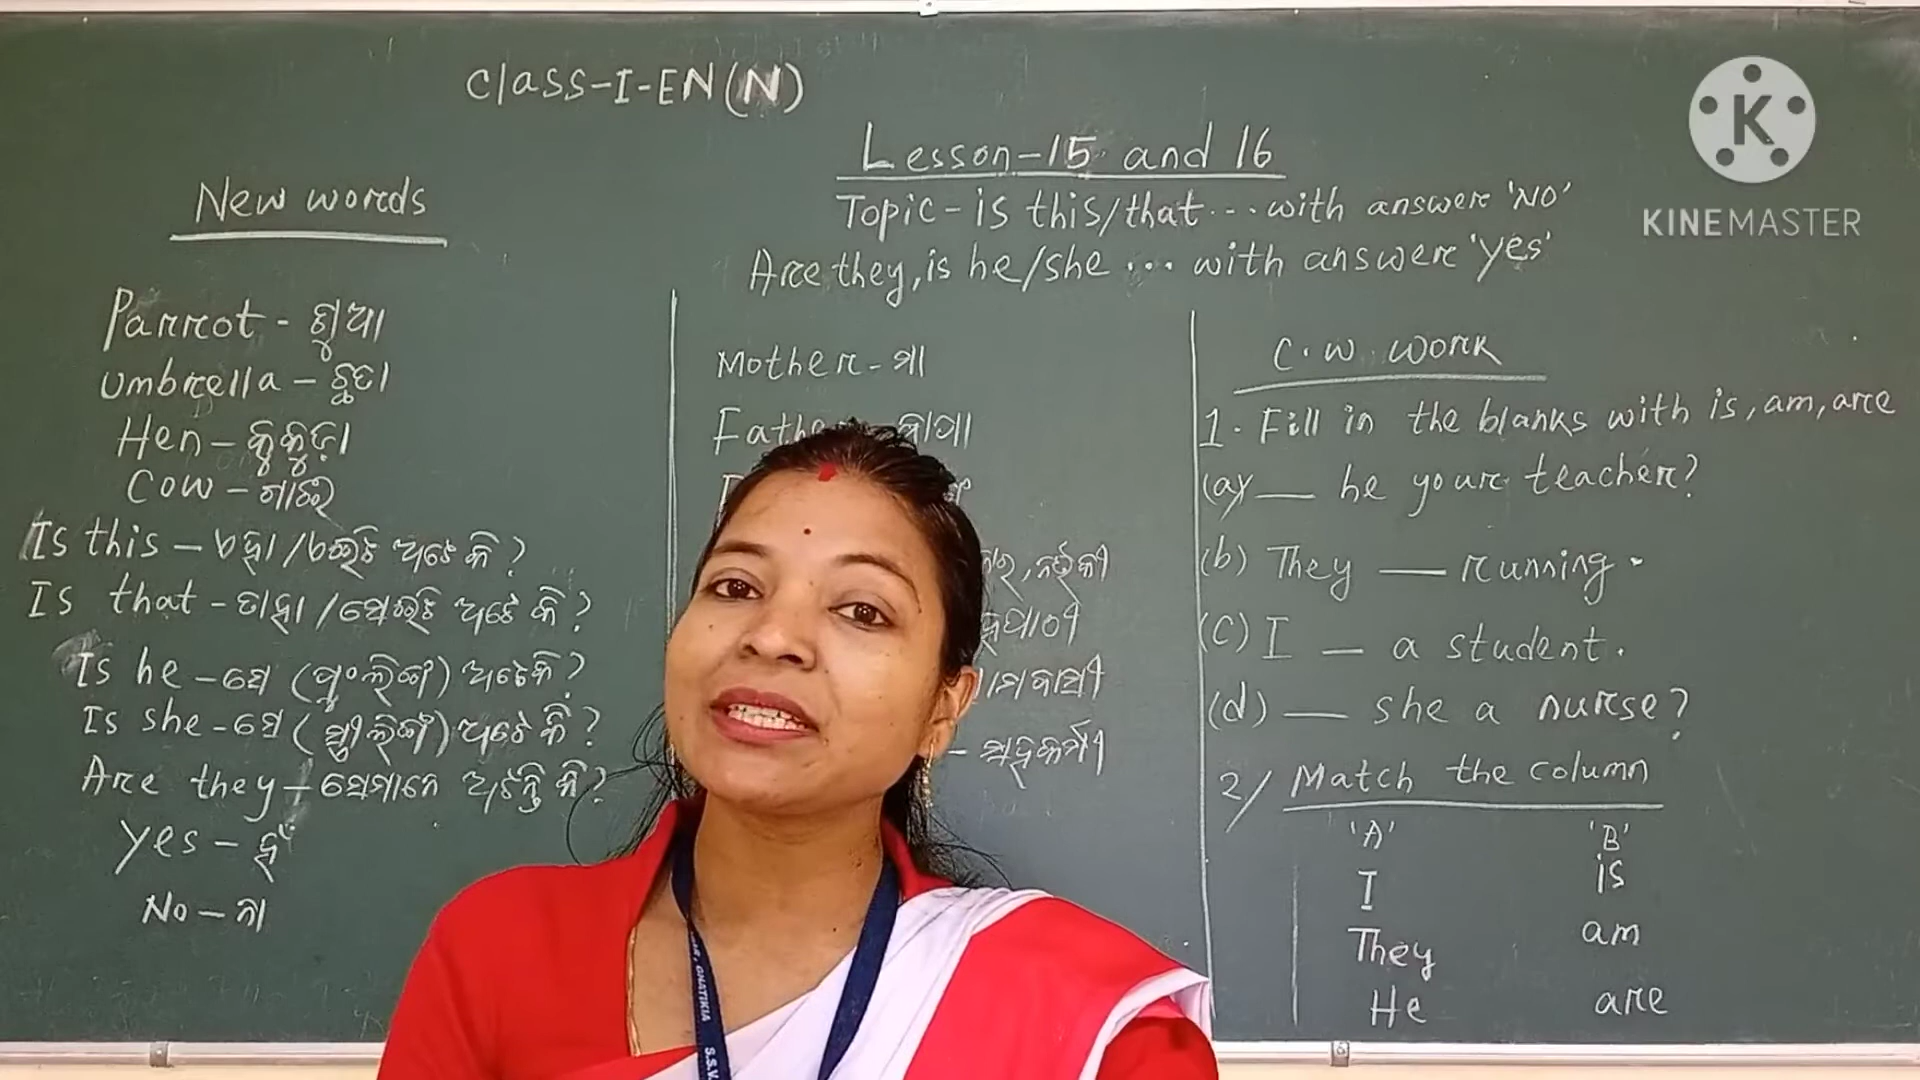 Class-I-EN(N)
Lesson-15 and 16
Topic-is this/that...with answer 'NO'
Are they, is he/she ... with answer 'yes'
New words
Parrot - ଶୁଆ
Umbrella - ଛତା
Hen - କୁକୁଡ଼ା
Cow - ଗାଈ
Is this - ଏହା/ଏଇଟି ଅଟେ କି?
Is that - ତାହା/ସେଇଟି ଅଟେ କି?
Is he - ସେ (ପୁଂଲିଙ୍ଗ) ଅଟେ କି?
Is she - ସେ (ସ୍ତ୍ରୀଲିଙ୍ଗ) ଅଟେ କି?
Are they - ସେମାନେ ଅଟନ୍ତି କି?
Yes - ହଁ
No - ନା
Mother - ମା
ବାପା
C.W Work
1. Fill in the blanks with is, am, are
(a) __ he your teacher?
(b) They __ running.
(c) I __ a student.
(d) __ she a nurse?
2/ Match the column
'A' 'B'
I is
They am
He are
KINEMASTER
GHATIKIA
S.S.V.